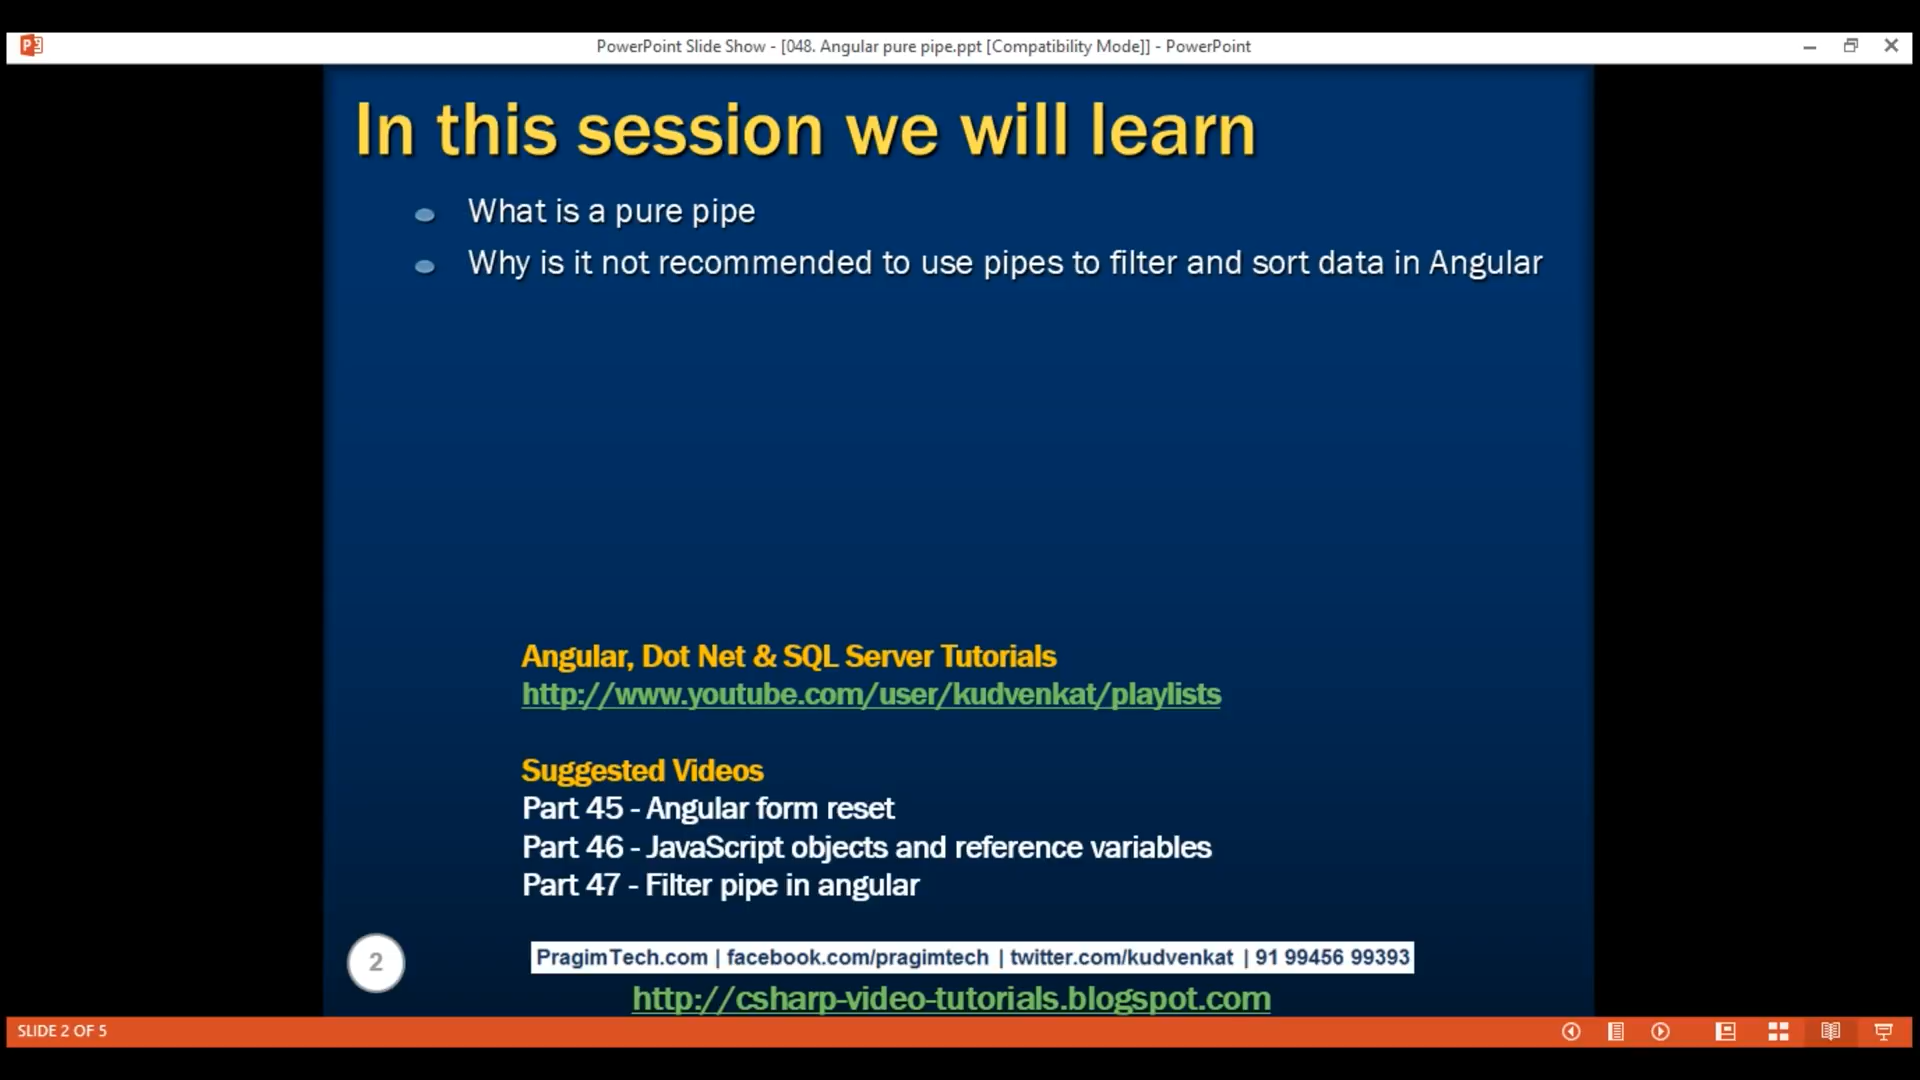 PowerPoint Slide Show - [048. Angular pure pipe.ppt [Compatibility Mode]] - PowerPoint
In this session we will learn
What is a pure pipe
Why is it not recommended to use pipes to filter and sort data in Angular
Angular, Dot Net & SQL Server Tutorials
http://www.youtube.com/user/kudvenkat/playlists
Suggested Videos
Part 45 - Angular form reset
Part 46 - JavaScript objects and reference variables
Part 47 - Filter pipe in angular
2
PragimTech.com | facebook.com/pragimtech | twitter.com/kudvenkat | 91 99456 99393
http://csharp-video-tutorials.blogspot.com
SLIDE 2 OF 5